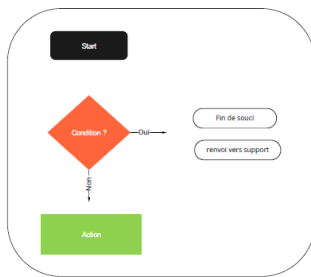 Start
Condition ?
Oui
Fin de souci
renvoi vers support
Non
Action